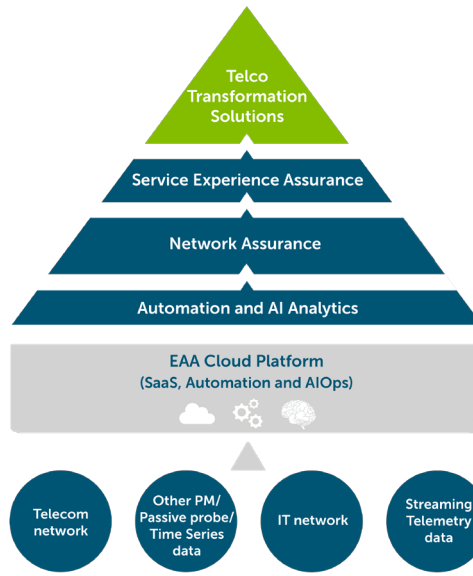 Telco
Transformation
Solutions
Service Experience Assurance
Network Assurance
Automation and AI Analytics
EAA Cloud Platform
(SaaS, Automation and AIOps)
Telecom
network
Other PM/
Passive probe/
Time Series
data
IT network
Streaming
Telemetry
data